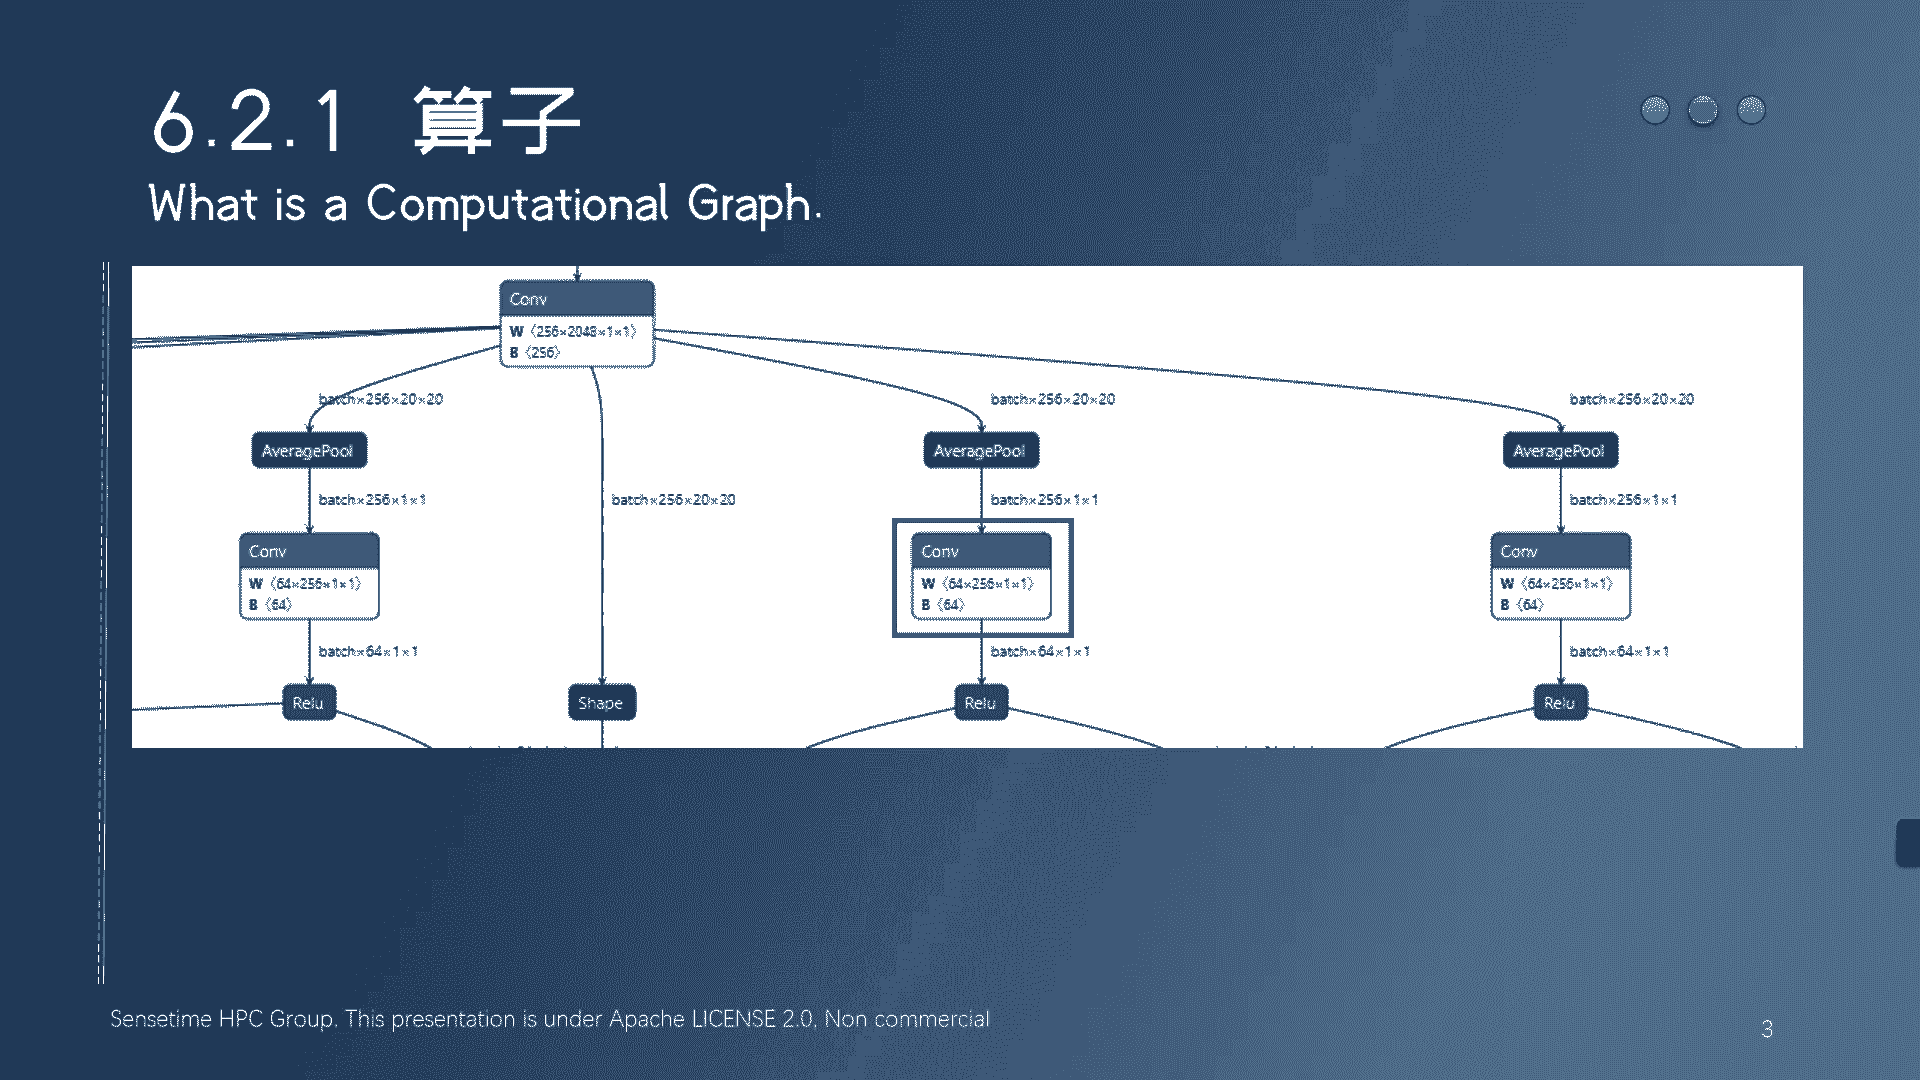 6.2.1 算子
What is a Computational Graph.
Conv
W ⟨256×2048×1×1⟩
B ⟨256⟩
batch×256×20×20
batch×256×20×20
batch×256×20×20
AveragePool
AveragePool
AveragePool
batch×256×1×1
batch×256×20×20
batch×256×1×1
batch×256×1×1
Conv
W ⟨64×256×1×1⟩
B ⟨64⟩
Conv
W ⟨64×256×1×1⟩
B ⟨64⟩
Conv
W ⟨64×256×1×1⟩
B ⟨64⟩
batch×64×1×1
batch×64×1×1
batch×64×1×1
Relu
Shape
Relu
Relu
Sensetime HPC Group. This presentation is under Apache LICENSE 2.0, Non commercial
3